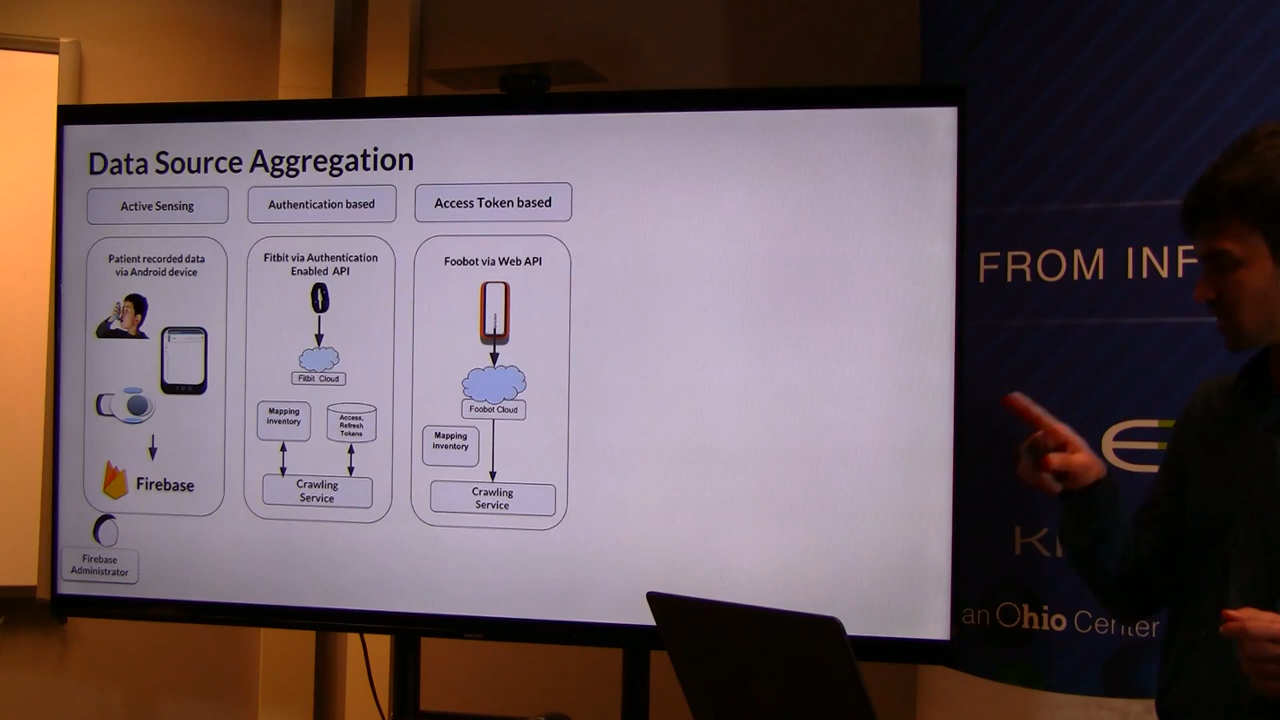 Data Source Aggregation
Active Sensing
Authentication based
Access Token based
Patient recorded data
via Android device
Firebase
Firebase
Administrator
Fitbit via Authentication
Enabled API
Fitbit Cloud
Mapping
inventory
Access,
Refresh
Tokens
Crawling
Service
Foobot via Web API
Foobot Cloud
Mapping
inventory
Crawling
Service
FROM INF
an Ohio Center